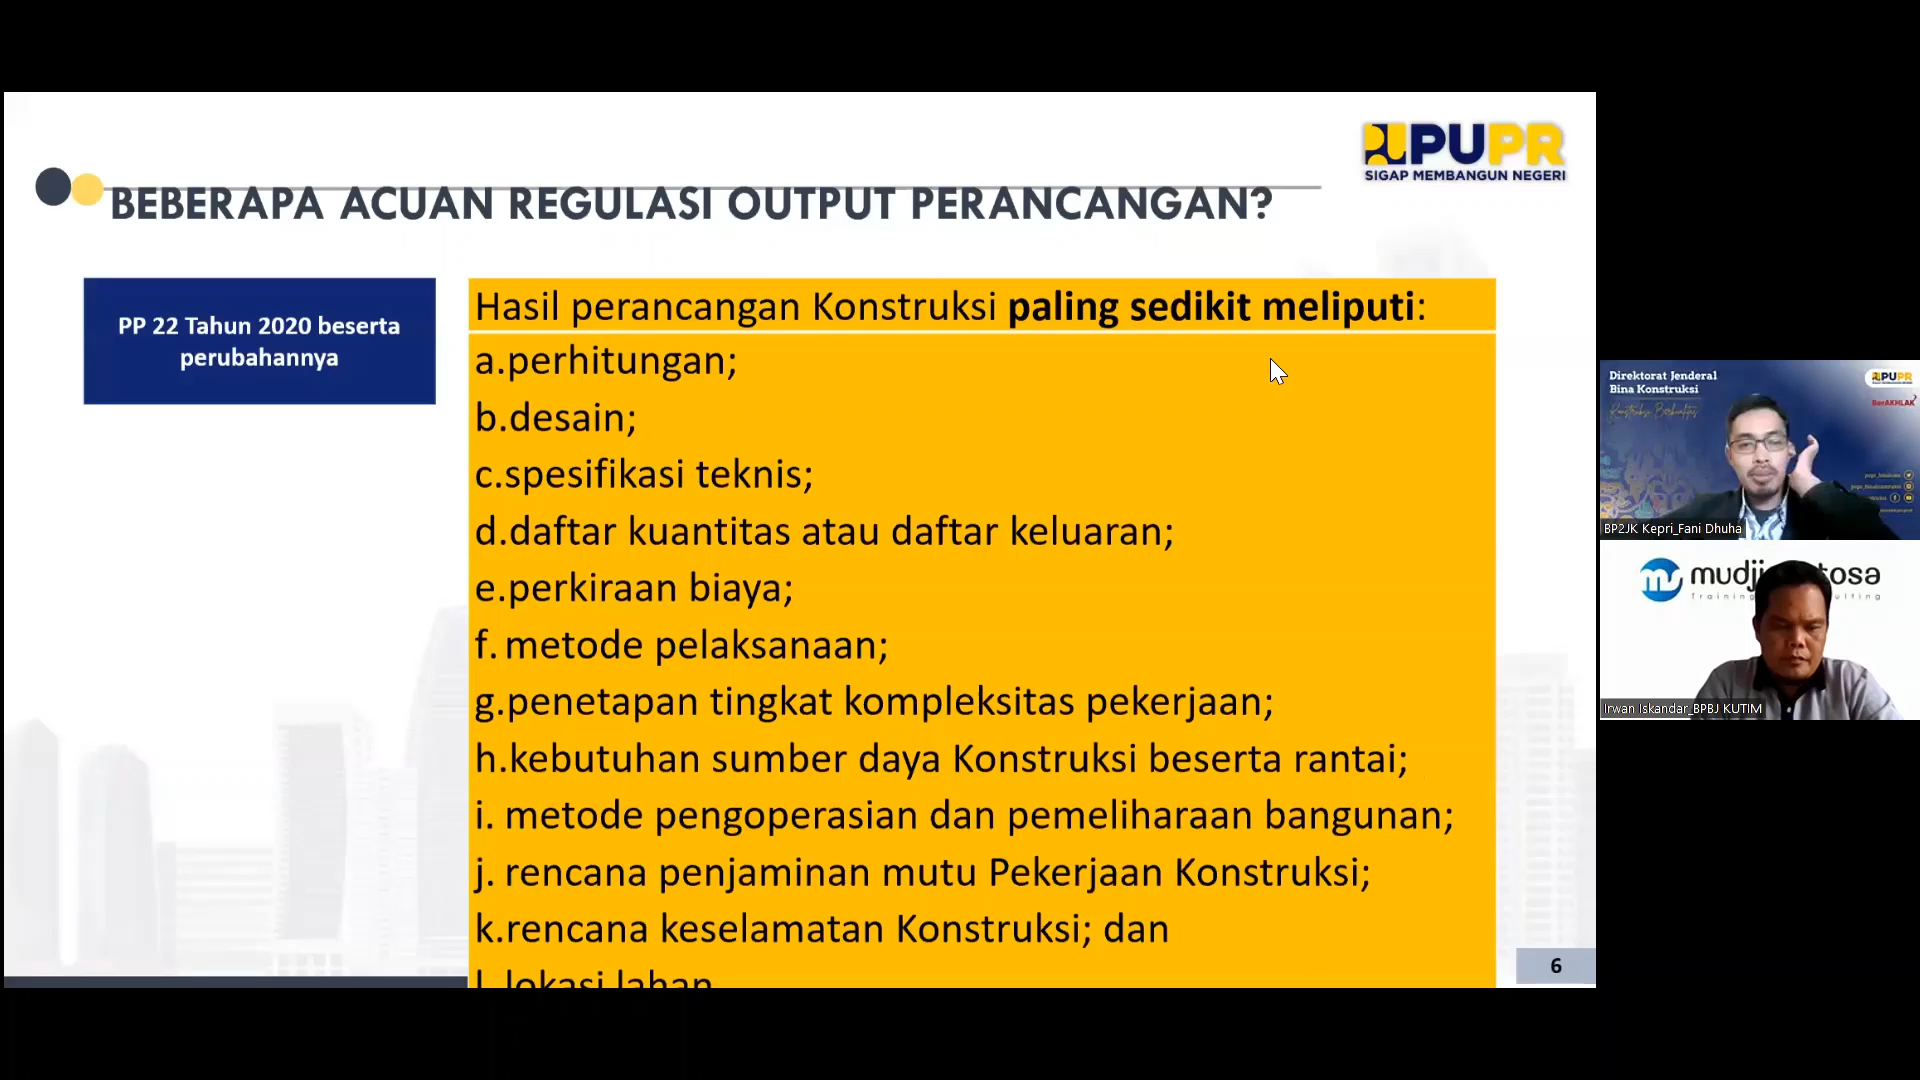 PUPR
SIGAP MEMBANGUN NEGERI
BEBERAPA ACUAN REGULASI OUTPUT PERANCANGAN?
PP 22 Tahun 2020 beserta
perubahannya
Hasil perancangan Konstruksi paling sedikit meliputi:
a.perhitungan;
b.desain;
c.spesifikasi teknis;
d.daftar kuantitas atau daftar keluaran;
e.perkiraan biaya;
f. metode pelaksanaan;
g.penetapan tingkat kompleksitas pekerjaan;
h.kebutuhan sumber daya Konstruksi beserta rantai;
i. metode pengoperasian dan pemeliharaan bangunan;
j. rencana penjaminan mutu Pekerjaan Konstruksi;
k.rencana keselamatan Konstruksi; dan
l. lokasi lahan
6
Direktorat Jenderal
Bina Konstruksi
PUPR
BerAKHLAK
BP2JK Kepri_Fani Dhuha
Irwan Iskandar_BPBJ KUTIM